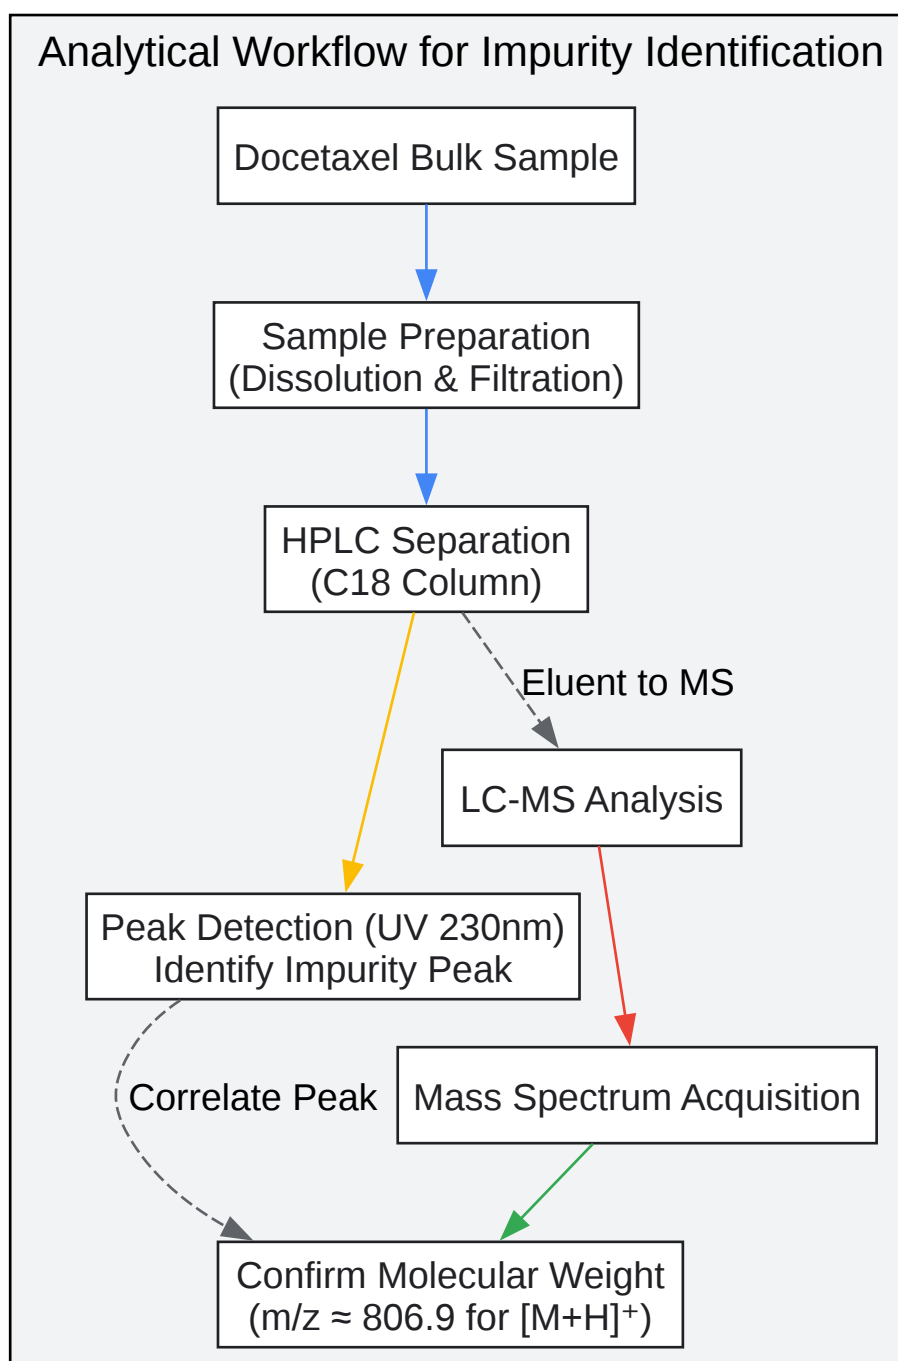 Analytical Workflow for Impurity Identification
Docetaxel Bulk Sample
Sample Preparation
(Dissolution & Filtration)
HPLC Separation
(C18 Column)
Eluent to MS
LC-MS Analysis
Peak Detection (UV 230nm)
Identify Impurity Peak
Correlate Peak
Mass Spectrum Acquisition
Confirm Molecular Weight
(m/z ≈ 806.9 for [M+H]⁺)